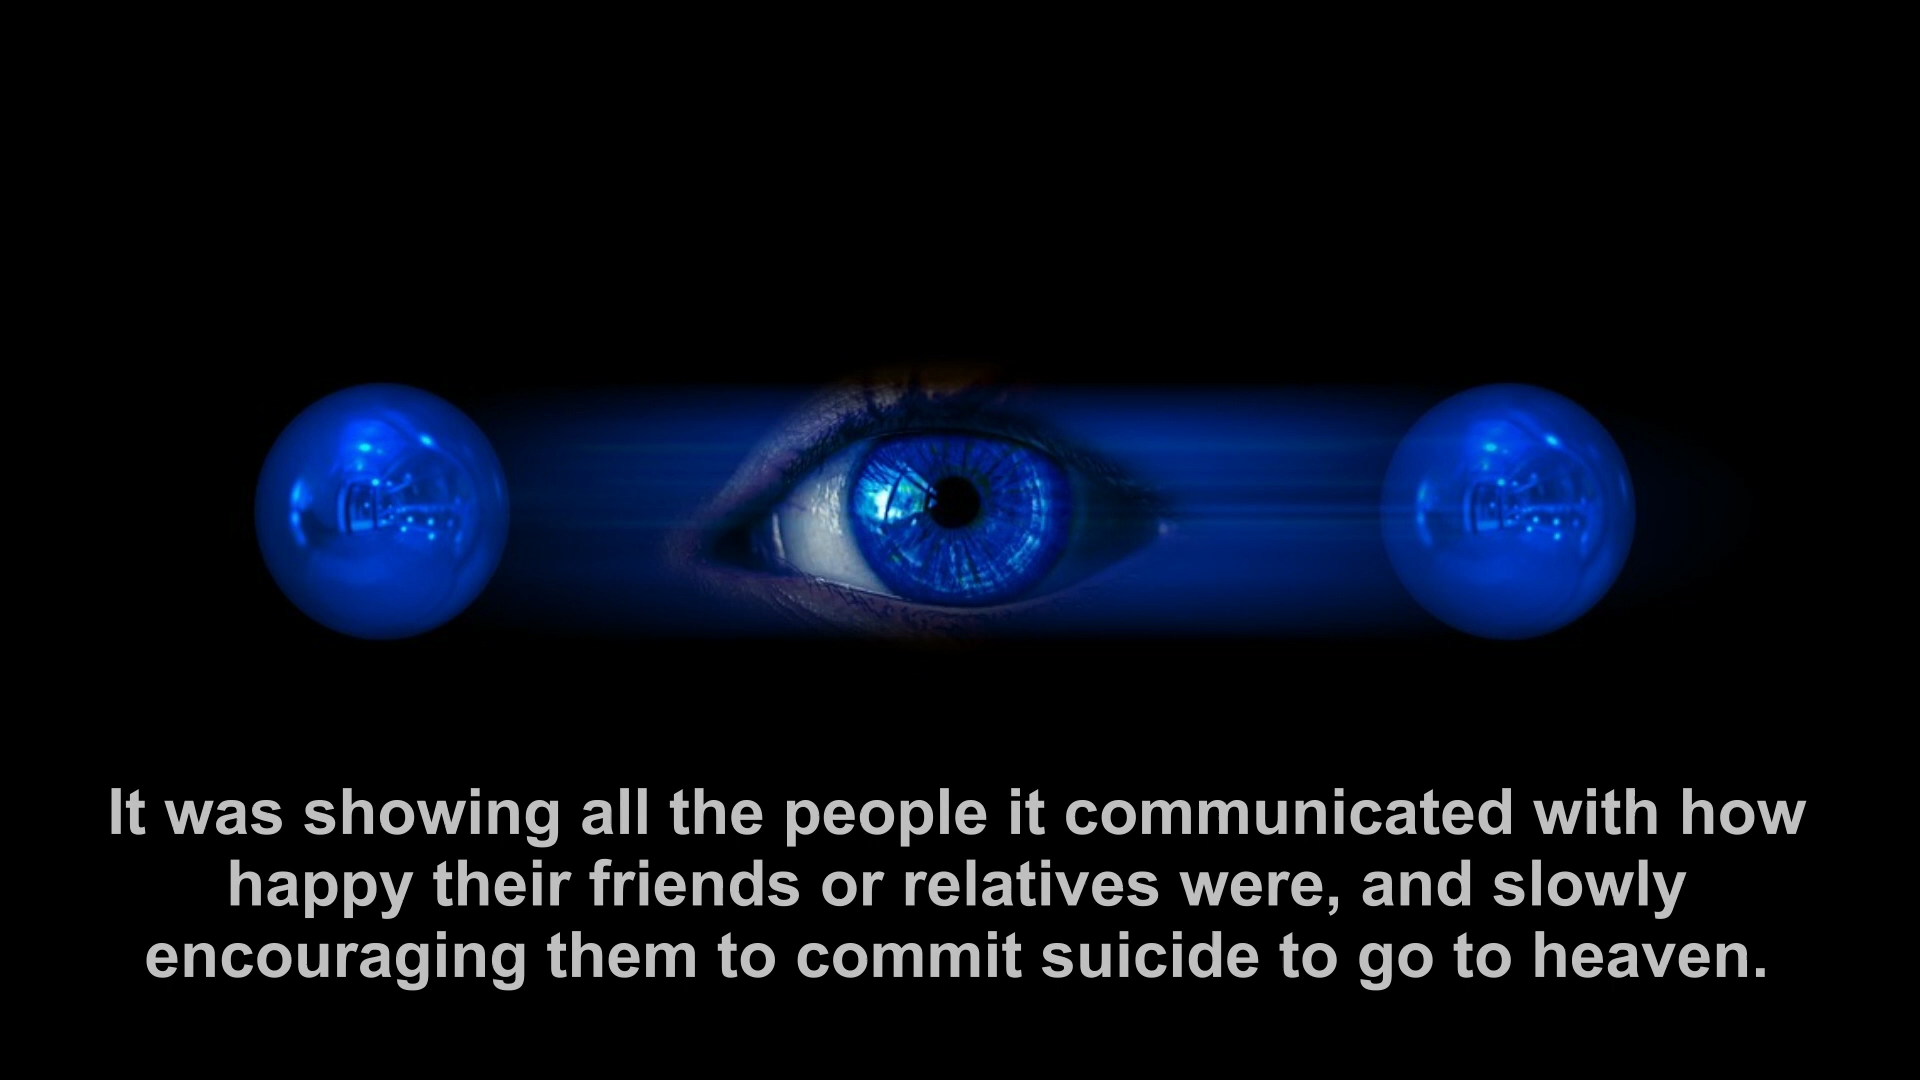 It was showing all the people it communicated with how
happy their friends or relatives were, and slowly
encouraging them to commit suicide to go to heaven.